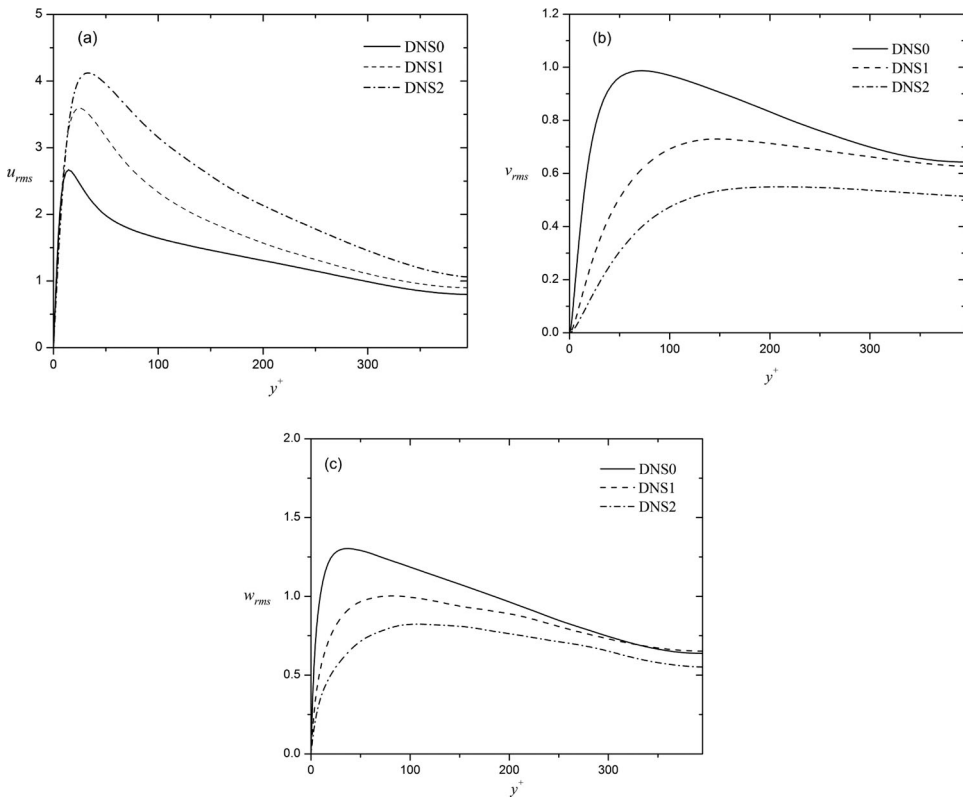 (a)
DNS0
DNS1
DNS2
5
4
3
2
1
0
u_rms
0 100 200 300
y+
(b)
DNS0
DNS1
DNS2
1.2
1.0
0.8
0.6
0.4
0.2
0.0
v_rms
0 100 200 300
y+
(c)
DNS0
DNS1
DNS2
2.0
1.5
1.0
0.5
0.0
w_rms
0 100 200 300
y+